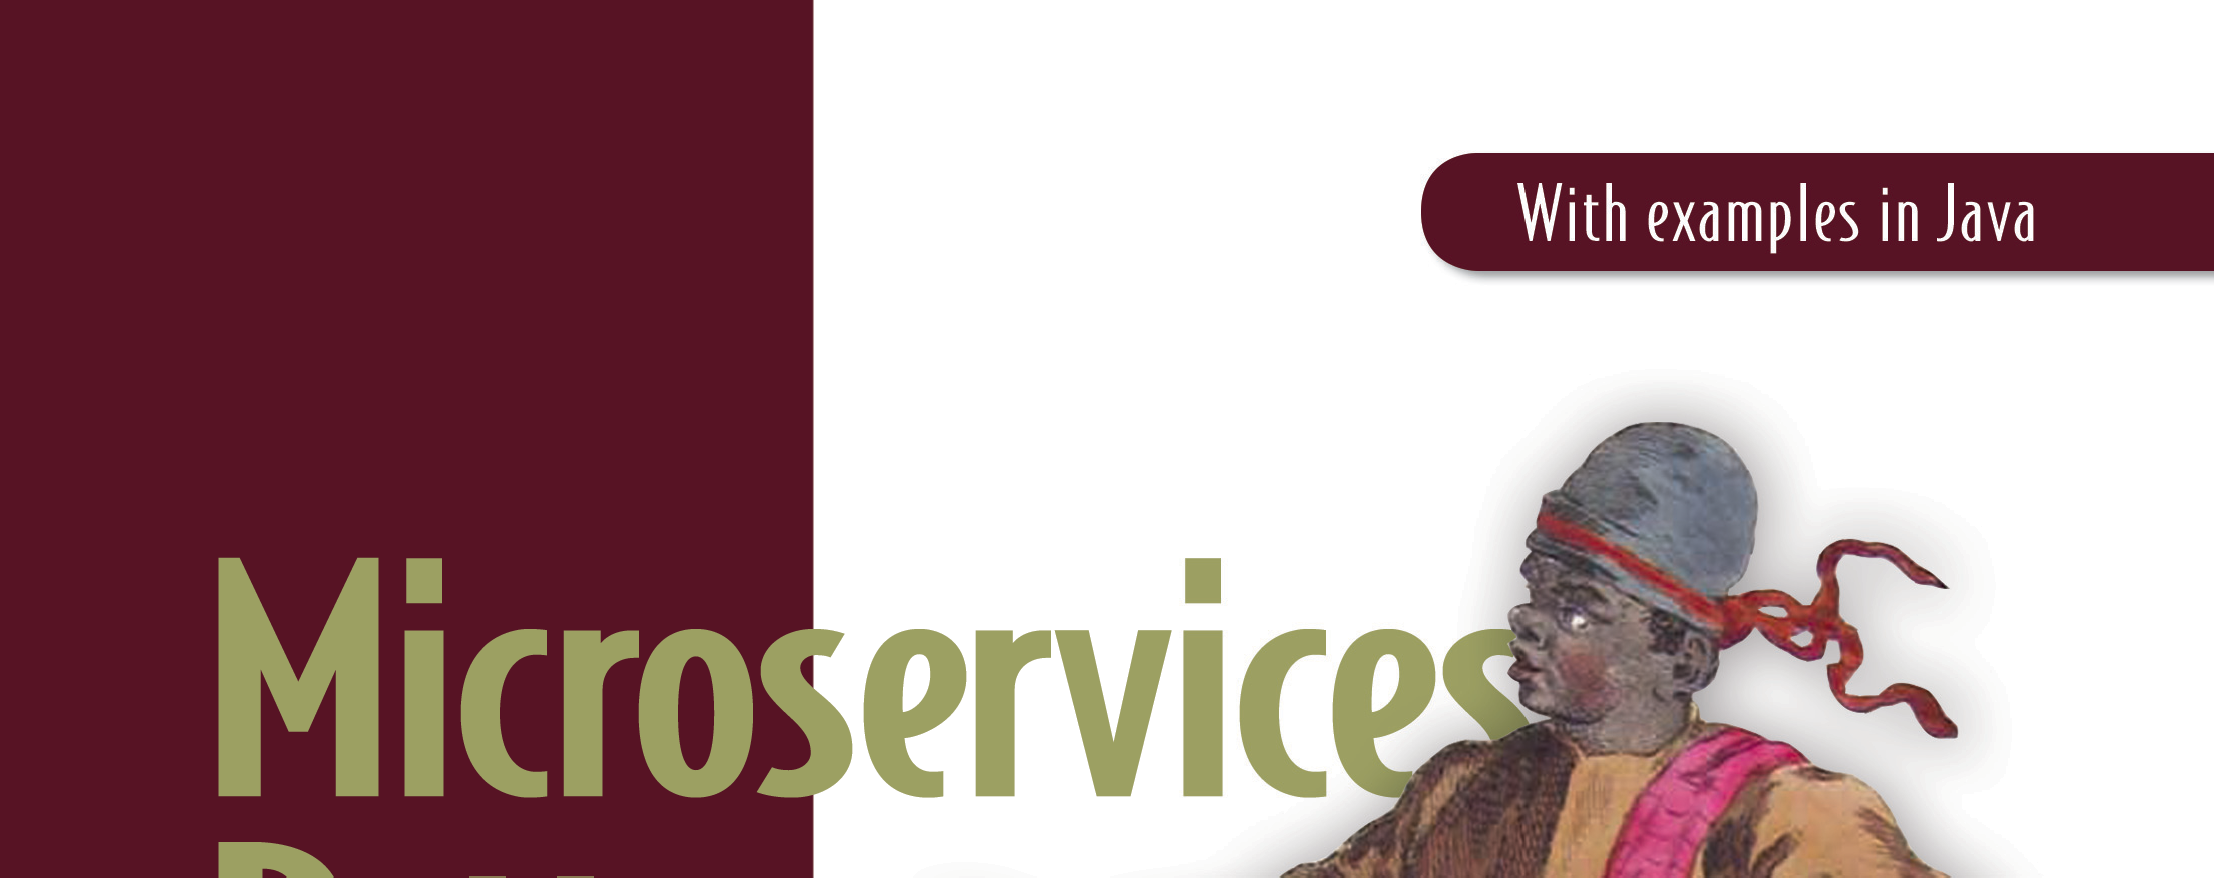 With examples in Java
Microservices